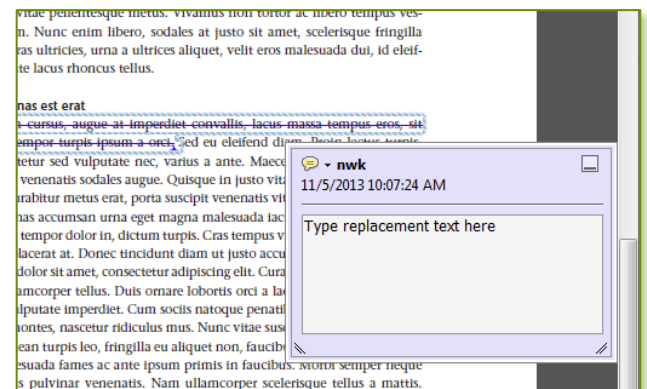 vitae pellentesque metus. Vivamus non tortor ac libero tempus ves-
n. Nunc enim libero, sodales at justo sit amet, scelerisque fringilla
ras ultricies, urna a ultrices aliquet, velit eros malesuada dui, id eleif-
te lacus rhoncus tellus.
nas est erat
cursus, augue at imperdiet convallis, lacus massa tempus eros, sit
empor turpis ipsum a orci. Sed eu eleifend diam. Proin lectus turpis
tetur sed vulputate nec, varius a ante. Maece
venenatis sodales augue. Quisque in justo vita
urabitur metus erat, porta suscipit venenatis vit
nas accumsan urna eget magna malesuada iac
tempor dolor in, dictum turpis. Cras tempus v
lacerat at. Donec tincidunt diam ut justo accu
dolor sit amet, consectetur adipiscing elit. Cura
amcorper tellus. Duis ornare lobortis orci a la
lputate imperdiet. Cum sociis natoque penati
ontes, nascetur ridiculus mus. Nunc vitae sus
ean turpis leo, fringilla eu aliquet non, faucib
esuada fames ac ante ipsum primis in faucibus. Morbi semper neque
s pulvinar venenatis. Nam ullamcorper scelerisque tellus a mattis.
nwk
11/5/2013 10:07:24 AM
Type replacement text here